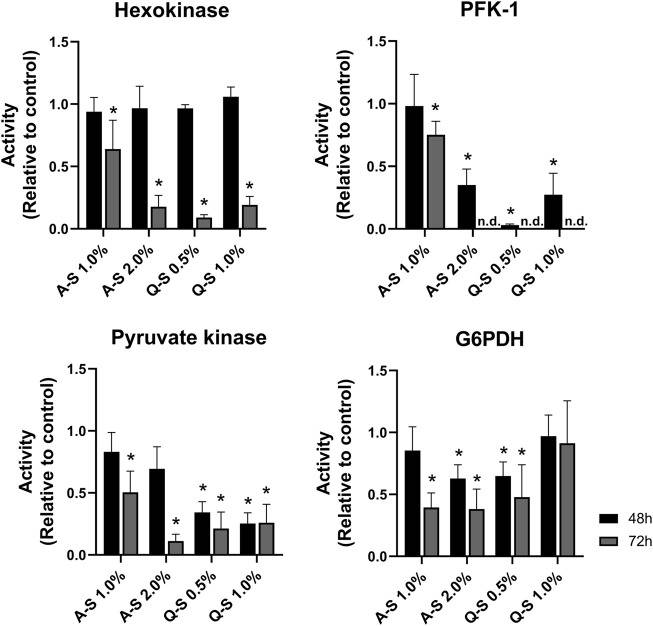 Hexokinase
Activity
(Relative to control)
1.5
1.0
0.5
0.0
*
*
*
*
A-S 1.0%
A-S 2.0%
Q-S 0.5%
Q-S 1.0%
PFK-1
Activity
(Relative to control)
1.5
1.0
0.5
0.0
*
*
n.d.
*
n.d.
*
n.d.
A-S 1.0%
A-S 2.0%
Q-S 0.5%
Q-S 1.0%
Pyruvate kinase
Activity
(Relative to control)
1.5
1.0
0.5
0.0
*
*
*
*
*
*
A-S 1.0%
A-S 2.0%
Q-S 0.5%
Q-S 1.0%
G6PDH
Activity
(Relative to control)
1.5
1.0
0.5
0.0
*
*
*
*
*
A-S 1.0%
A-S 2.0%
Q-S 0.5%
Q-S 1.0%
48h
72h